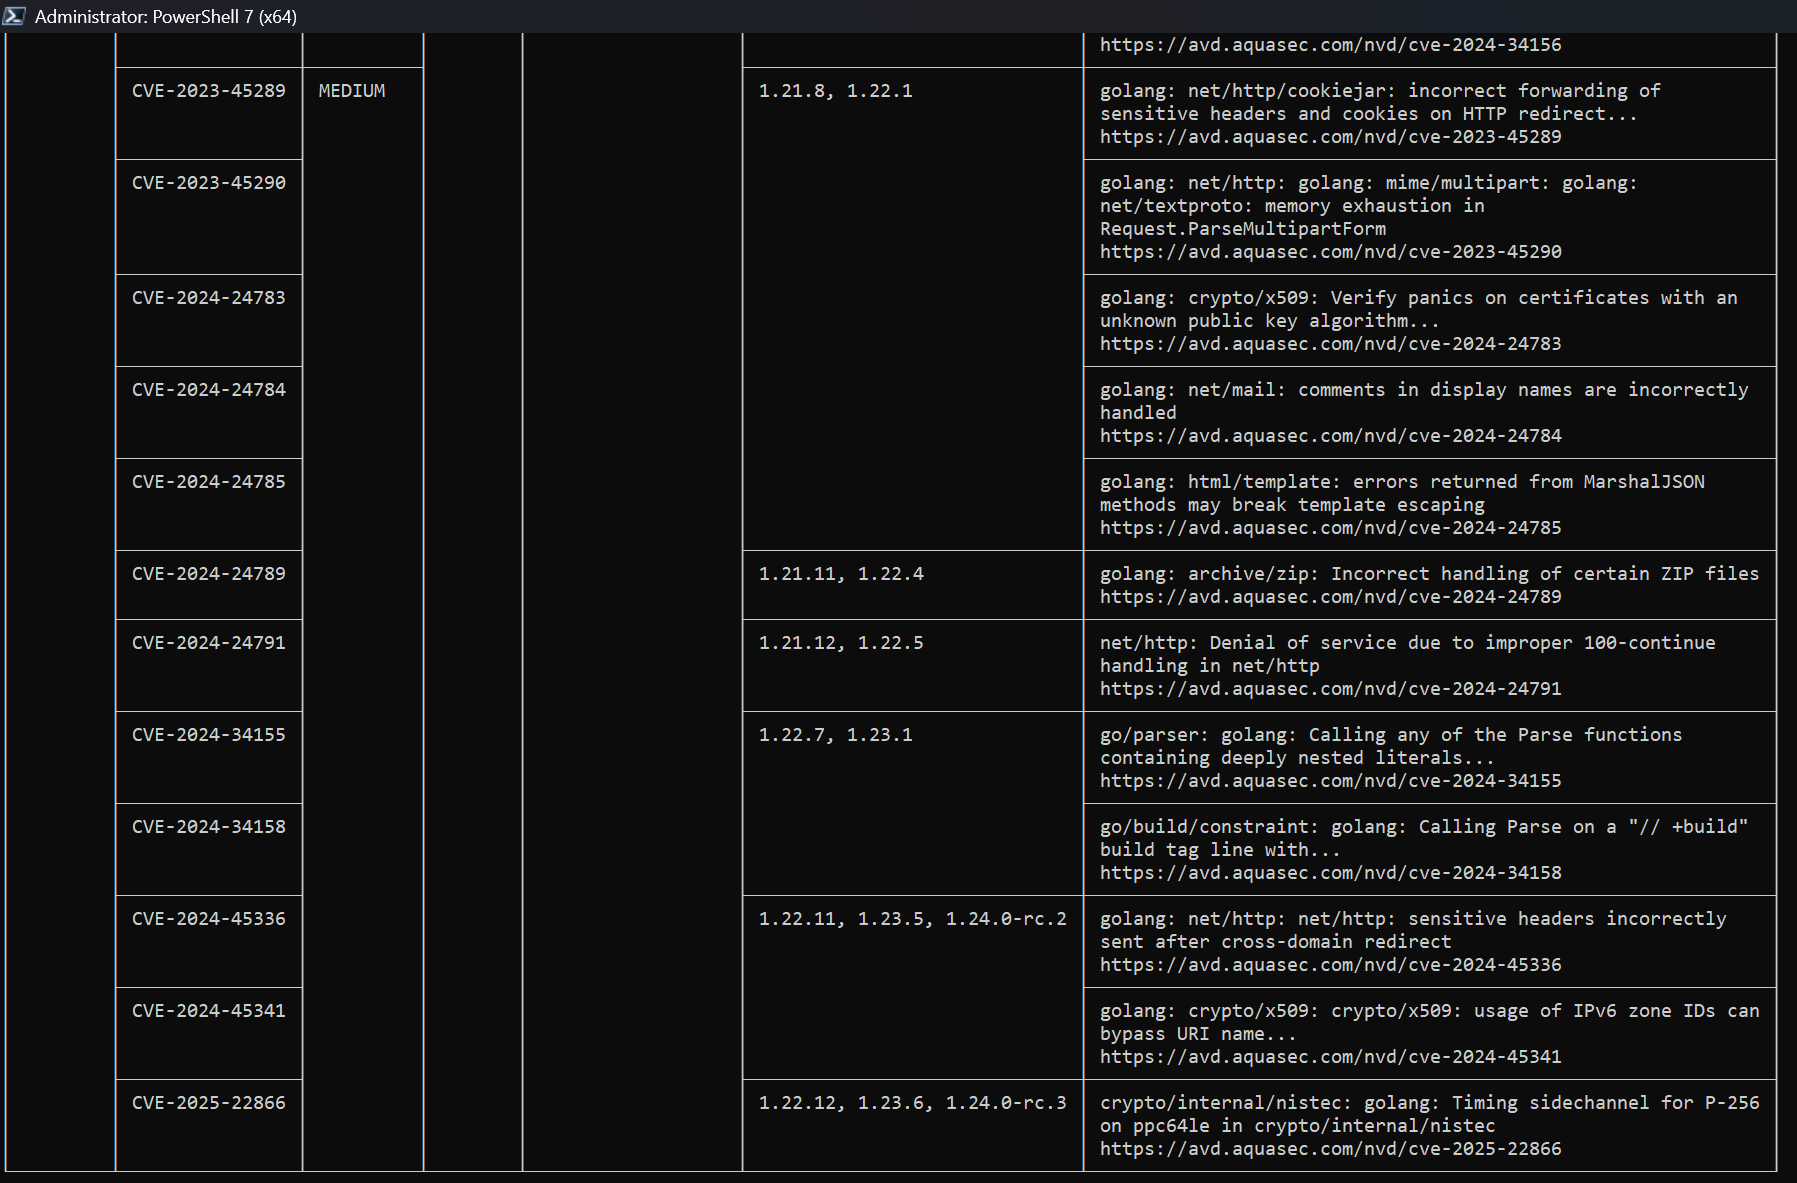 Administrator: PowerShell 7 (x64)
https://avd.aquasec.com/nvd/cve-2024-34156
CVE-2023-45289 MEDIUM 1.21.8, 1.22.1 golang: net/http/cookiejar: incorrect forwarding of
sensitive headers and cookies on HTTP redirect...
https://avd.aquasec.com/nvd/cve-2023-45289
CVE-2023-45290 golang: net/http: golang: mime/multipart: golang:
net/textproto: memory exhaustion in
Request.ParseMultipartForm
https://avd.aquasec.com/nvd/cve-2023-45290
CVE-2024-24783 golang: crypto/x509: Verify panics on certificates with an
unknown public key algorithm...
https://avd.aquasec.com/nvd/cve-2024-24783
CVE-2024-24784 golang: net/mail: comments in display names are incorrectly
handled
https://avd.aquasec.com/nvd/cve-2024-24784
CVE-2024-24785 golang: html/template: errors returned from MarshalJSON
methods may break template escaping
https://avd.aquasec.com/nvd/cve-2024-24785
CVE-2024-24789 1.21.11, 1.22.4 golang: archive/zip: Incorrect handling of certain ZIP files
https://avd.aquasec.com/nvd/cve-2024-24789
CVE-2024-24791 1.21.12, 1.22.5 net/http: Denial of service due to improper 100-continue
handling in net/http
https://avd.aquasec.com/nvd/cve-2024-24791
CVE-2024-34155 1.22.7, 1.23.1 go/parser: golang: Calling any of the Parse functions
containing deeply nested literals...
https://avd.aquasec.com/nvd/cve-2024-34155
CVE-2024-34158 go/build/constraint: golang: Calling Parse on a "// +build"
build tag line with...
https://avd.aquasec.com/nvd/cve-2024-34158
CVE-2024-45336 1.22.11, 1.23.5, 1.24.0-rc.2 golang: net/http: net/http: sensitive headers incorrectly
sent after cross-domain redirect
https://avd.aquasec.com/nvd/cve-2024-45336
CVE-2024-45341 golang: crypto/x509: crypto/x509: usage of IPv6 zone IDs can
bypass URI name...
https://avd.aquasec.com/nvd/cve-2024-45341
CVE-2025-22866 1.22.12, 1.23.6, 1.24.0-rc.3 crypto/internal/nistec: golang: Timing sidechannel for P-256
on ppc64le in crypto/internal/nistec
https://avd.aquasec.com/nvd/cve-2025-22866